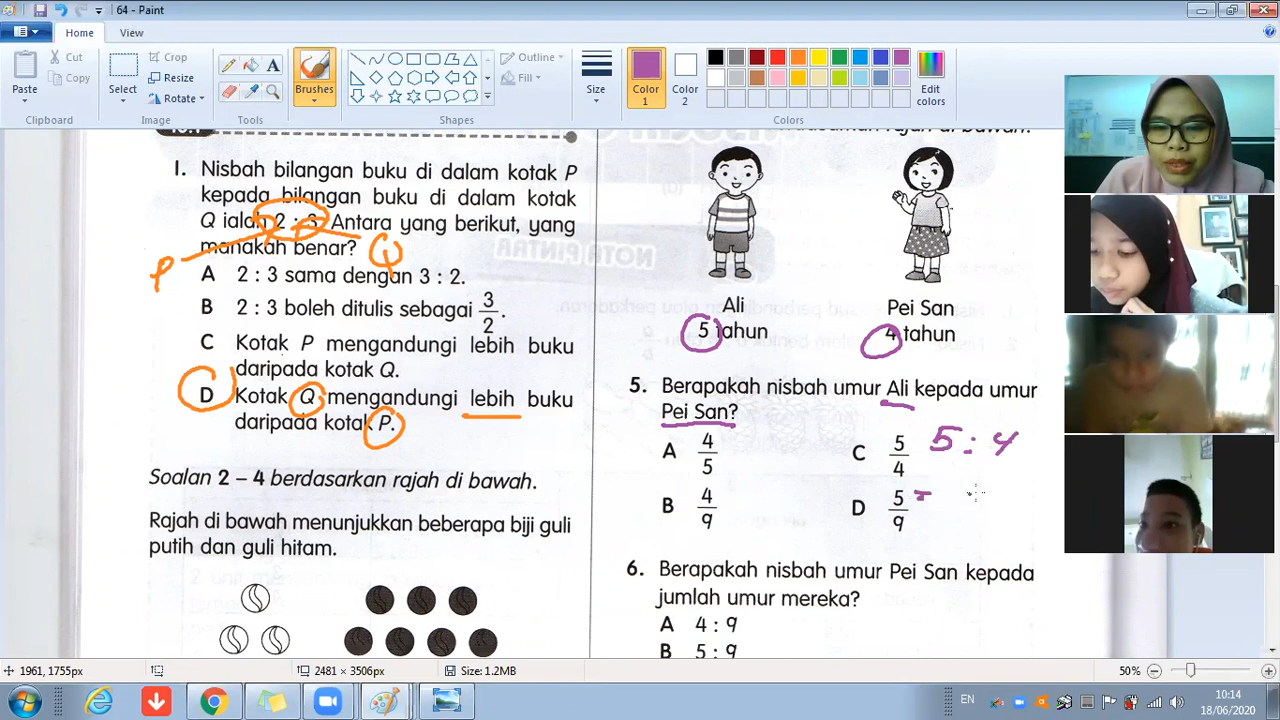 64 - Paint
Home View
Paste
Cut
Copy
Clipboard
Select
Crop
Resize
Rotate
Image
A
Tools
Brushes
Outline
Fill
Shapes
Size
Color 1
Color 2
Edit colors
Colors
1. Nisbah bilangan buku di dalam kotak P
kepada bilangan buku di dalam kotak
Q ialah 2 : 3. Antara yang berikut, yang
manakah benar?
P Q
A 2 : 3 sama dengan 3 : 2.
B 2 : 3 boleh ditulis sebagai 3/2.
C Kotak P mengandungi lebih buku
daripada kotak Q.
D Kotak Q mengandungi lebih buku
daripada kotak P.
Soalan 2 – 4 berdasarkan rajah di bawah.
Rajah di bawah menunjukkan beberapa biji guli
putih dan guli hitam.
rajah di bawah.
Ali
5 tahun
Pei San
4 tahun
5. Berapakah nisbah umur Ali kepada umur
Pei San?
A 4/5
B 4/9
C 5/4 5 : 4
D 5/9 =
6. Berapakah nisbah umur Pei San kepada
jumlah umur mereka?
A 4 : 9
B 5 : 9
1961, 1755px
2481 × 3506px
Size: 1.2MB
50%
EN
10:14
18/06/2020